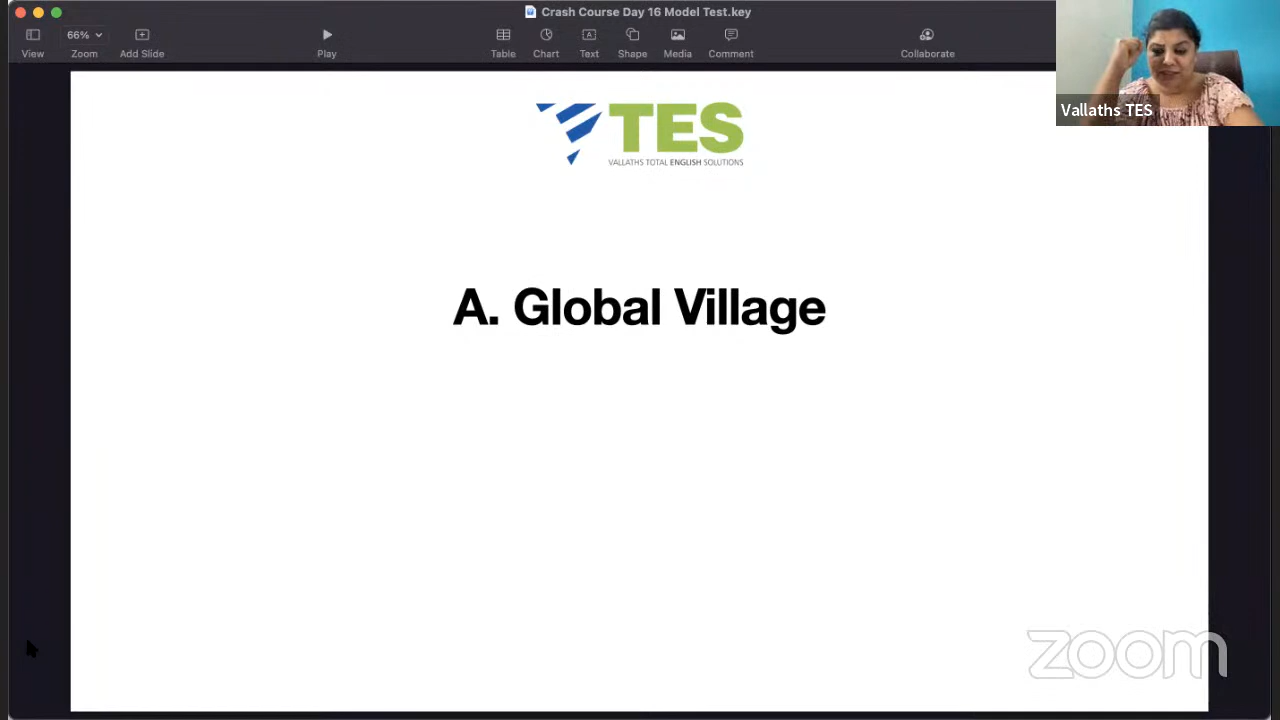 Crash Course Day 16 Model Test.key
66%
View
Zoom
Add Slide
Play
Table
Chart
Text
Shape
Media
Comment
Collaborate
Vallaths TES
TES
VALLATHS TOTAL ENGLISH SOLUTIONS
A. Global Village
zoom